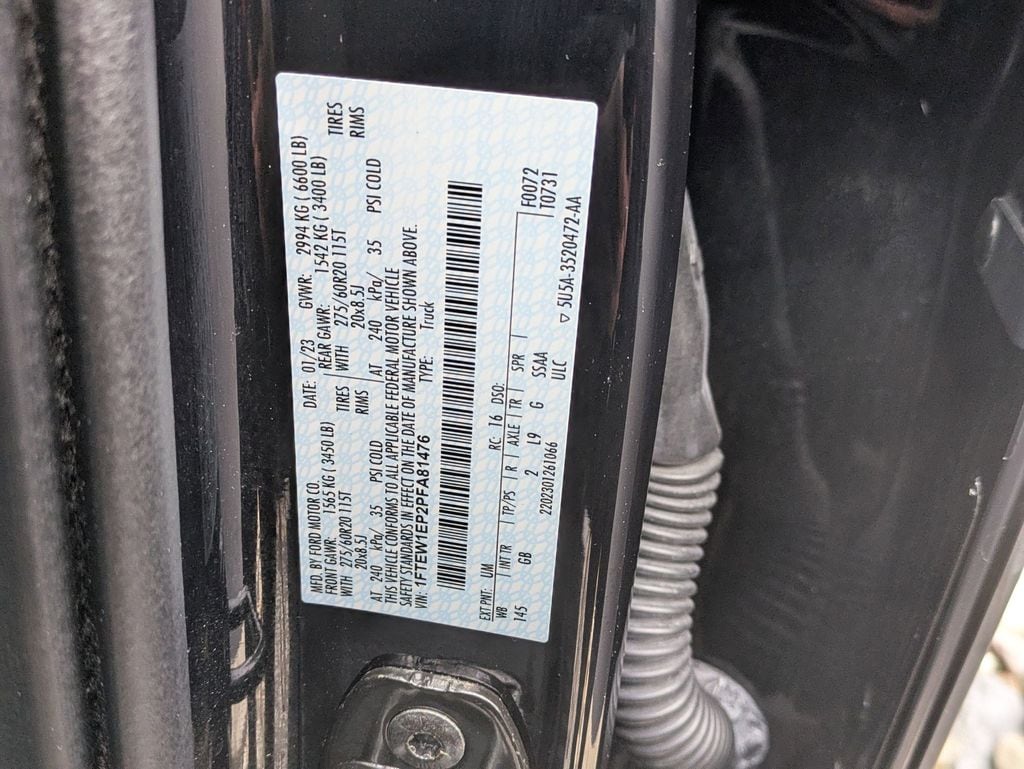 MFD. BY FORD MOTOR CO. DATE: 01/23 GVWR: 2994 KG ( 6600 LB)
FRONT GAWR: 1565 KG ( 3450 LB) REAR GAWR: 1542 KG ( 3400 LB)
WITH 275/60R20 115T TIRES WITH 275/60R20 115T TIRES
20x8.5J RIMS 20x8.5J RIMS
AT 240 kPa/ 35 PSI COLD AT 240 kPa/ 35 PSI COLD
THIS VEHICLE CONFORMS TO ALL APPLICABLE FEDERAL MOTOR VEHICLE
SAFETY STANDARDS IN EFFECT ON THE DATE OF MANUFACTURE SHOWN ABOVE.
VIN: 1FTEW1EP2PFA81476 TYPE: Truck
EXT PNT: UM RC: 16 DSO: F0072
WB | INT TR | TP/PS | R | AXLE | TR | SPR | T0731
145 GB 2 L9 G SSAA
2202301261066 ULC ▽ 5U5A-3520472-AA